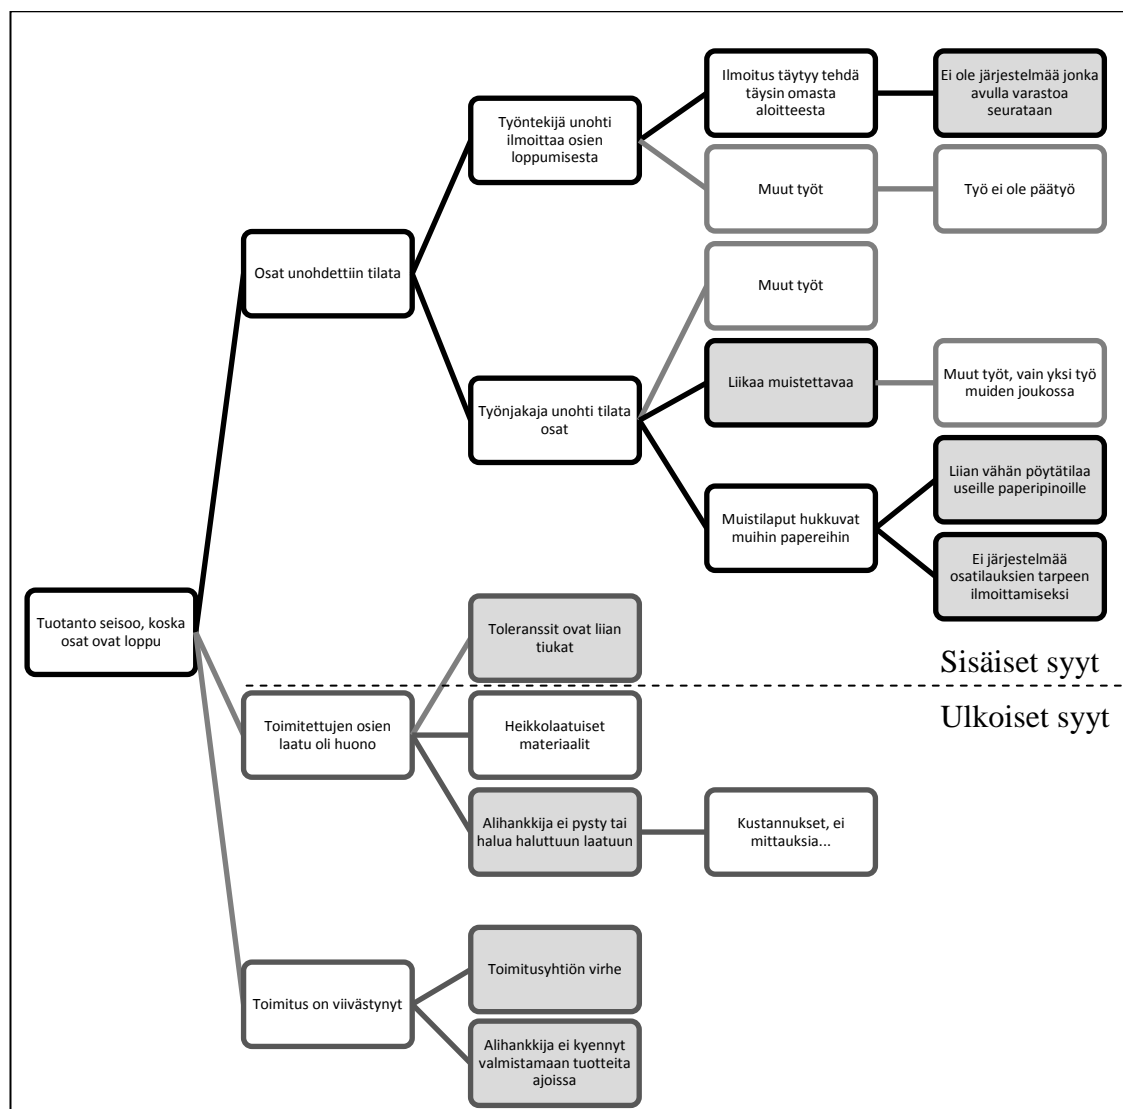 Ilmoitus täytyy tehdä
täysin omasta
aloitteesta
Ei ole järjestelmää jonka
avulla varastoa
seurataan
Työntekijä unohti
ilmoittaa osien
loppumisesta
Muut työt
Työ ei ole päätyö
Osat unohdettiin tilata
Muut työt
Liikaa muistettavaa
Muut työt, vain yksi työ
muiden joukossa
Työnjakaja unohti tilata
osat
Liian vähän pöytätilaa
useille paperipinoille
Muistilaput hukkuvat
muihin papereihin
Ei järjestelmää
osatilauksien tarpeen
ilmoittamiseksi
Tuotanto seisoo, koska
osat ovat loppu
Toleranssit ovat liian
tiukat
Sisäiset syyt
Ulkoiset syyt
Toimitettujen osien
laatu oli huono
Heikkolaatuiset
materiaalit
Alihankkija ei pysty tai
halua haluttuun laatuun
Kustannukset, ei
mittauksia...
Toimitusyhtiön virhe
Toimitus on viivästynyt
Alihankkija ei kyennyt
valmistamaan tuotteita
ajoissa